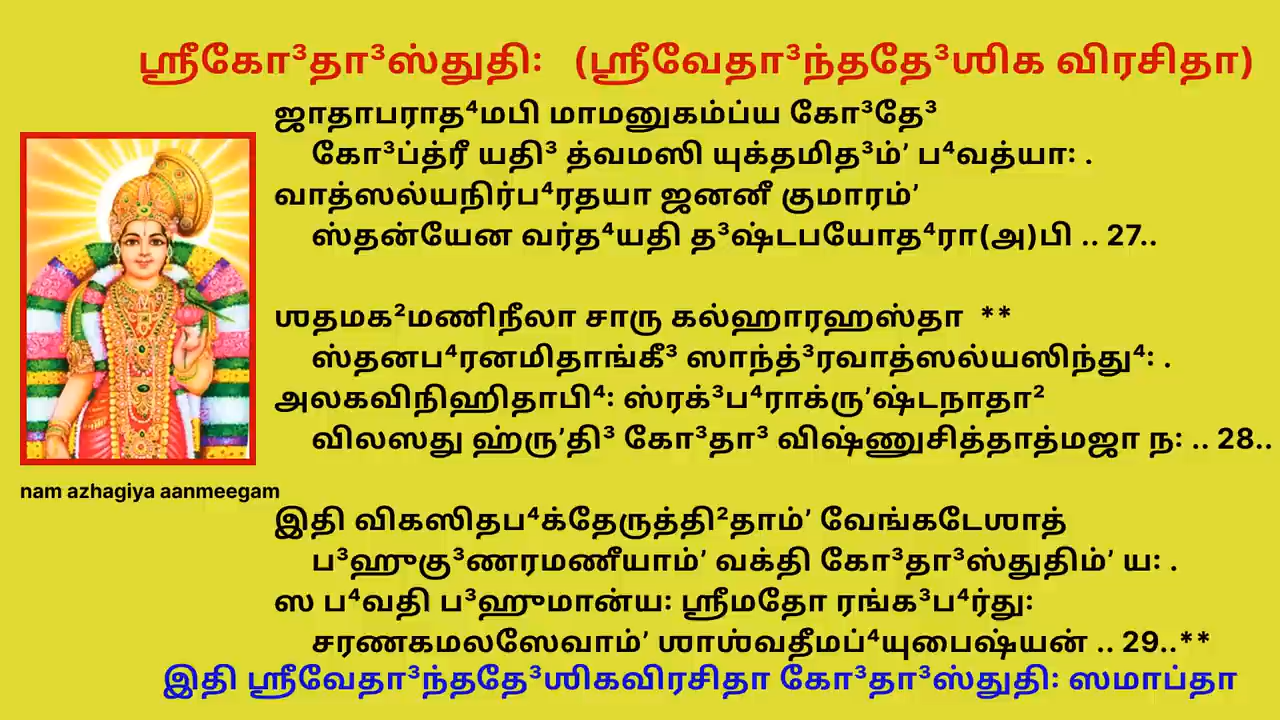 ஸ்ரீகோ³தா³ஸ்துதி: (ஸ்ரீவேதா³ந்ததே³ஶிக விரசிதா)
ஜாதாபராத⁴மபி மாமனுகம்ப்ய கோ³தே³
கோ³ப்த்ரீ யதி³ த்வமஸி யுக்தமித³ம்’ ப⁴வத்யா: .
வாத்ஸல்யநிர்ப⁴ரதயா ஜனனீ குமாரம்’
ஸ்தன்யேன வர்த⁴யதி த³ஷ்டபயோத⁴ரா(அ)பி .. 27..
ஶதமக²மணிநீலா சாரு கல்ஹாரஹஸ்தா **
ஸ்தனப⁴ரனமிதாங்கீ³ ஸாந்த்³ரவாத்ஸல்யஸிந்து⁴: .
அலகவிநிஹிதாபி⁴: ஸ்ரக்³ப⁴ராக்ரு’ஷ்டநாதா²
விலஸது ஹ்ரு’தி³ கோ³தா³ விஷ்ணுசித்தாத்மஜா ந: .. 28..
nam azhagiya aanmeegam
இதி விகஸிதப⁴க்தேருத்தி²தாம்’ வேங்கடேஶாத்
ப³ஹுகு³ணரமணீயாம்’ வக்தி கோ³தா³ஸ்துதிம்’ ய: .
ஸ ப⁴வதி ப³ஹுமான்ய: ஸ்ரீமதோ ரங்க³ப⁴ர்து:
சரணகமலஸேவாம்’ ஶாஶ்வதீமப்⁴யுபைஷ்யன் .. 29..**
இதி ஸ்ரீவேதா³ந்ததே³ஶிகவிரசிதா கோ³தா³ஸ்துதி: ஸமாப்தா